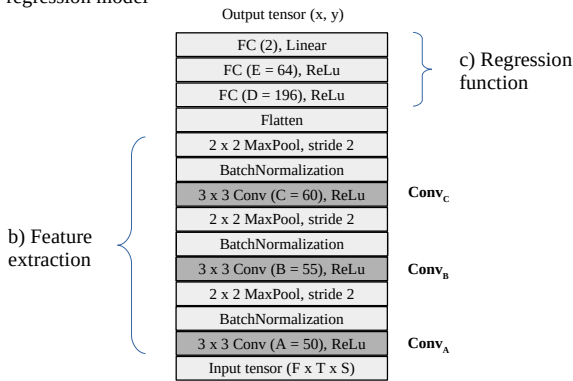 regression model
Output tensor (x, y)
FC (2), Linear
FC (E = 64), ReLu
FC (D = 196), ReLu
c) Regression
function
Flatten
2 x 2 MaxPool, stride 2
BatchNormalization
3 x 3 Conv (C = 60), ReLu
Conv_C
2 x 2 MaxPool, stride 2
BatchNormalization
b) Feature
extraction
3 x 3 Conv (B = 55), ReLu
Conv_B
2 x 2 MaxPool, stride 2
BatchNormalization
3 x 3 Conv (A = 50), ReLu
Conv_A
Input tensor (F x T x S)